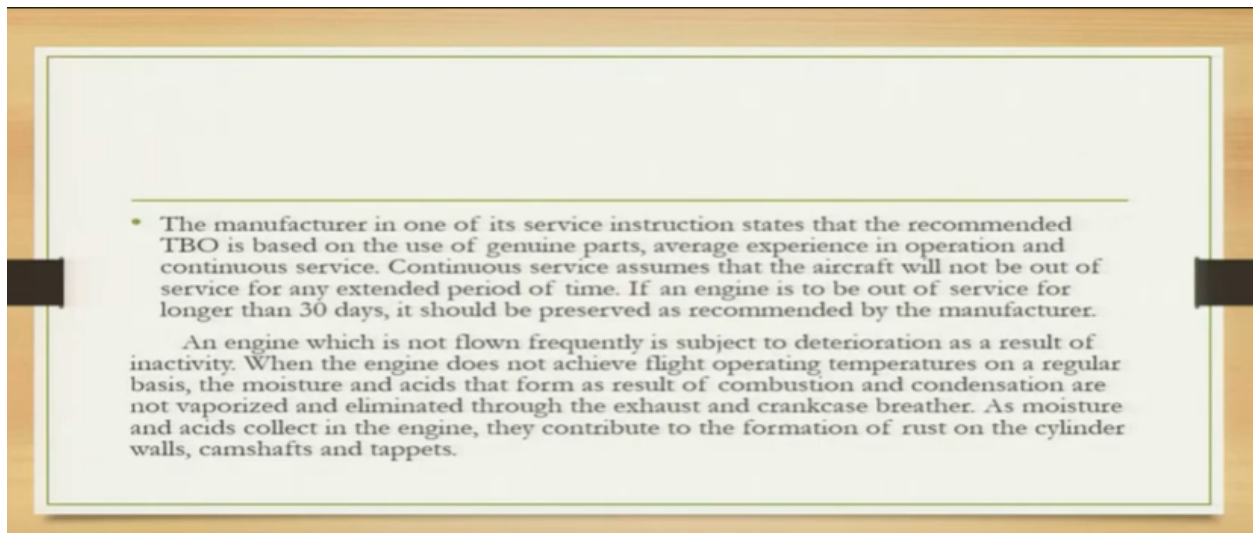 • The manufacturer in one of its service instruction states that the recommended
TBO is based on the use of genuine parts, average experience in operation and
continuous service. Continuous service assumes that the aircraft will not be out of
service for any extended period of time. If an engine is to be out of service for
longer than 30 days, it should be preserved as recommended by the manufacturer.
An engine which is not flown frequently is subject to deterioration as a result of
inactivity. When the engine does not achieve flight operating temperatures on a regular
basis, the moisture and acids that form as result of combustion and condensation are
not vaporized and eliminated through the exhaust and crankcase breather. As moisture
and acids collect in the engine, they contribute to the formation of rust on the cylinder
walls, camshafts and tappets.